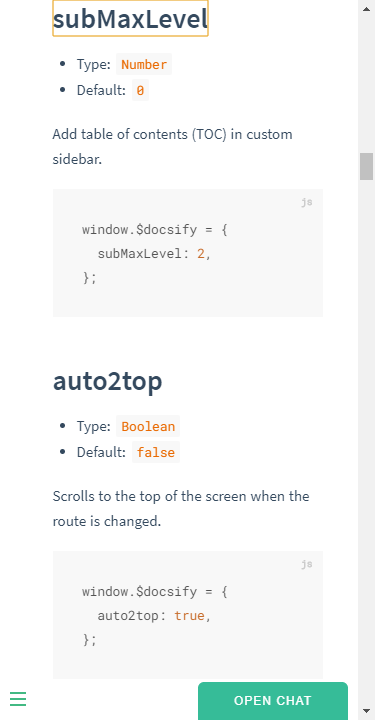 subMaxLevel
Type: Number
Default: 0
Add table of contents (TOC) in custom
sidebar.
js
window.$docsify = {
  subMaxLevel: 2,
};
auto2top
Type: Boolean
Default: false
Scrolls to the top of the screen when the
route is changed.
js
window.$docsify = {
  auto2top: true,
};
OPEN CHAT